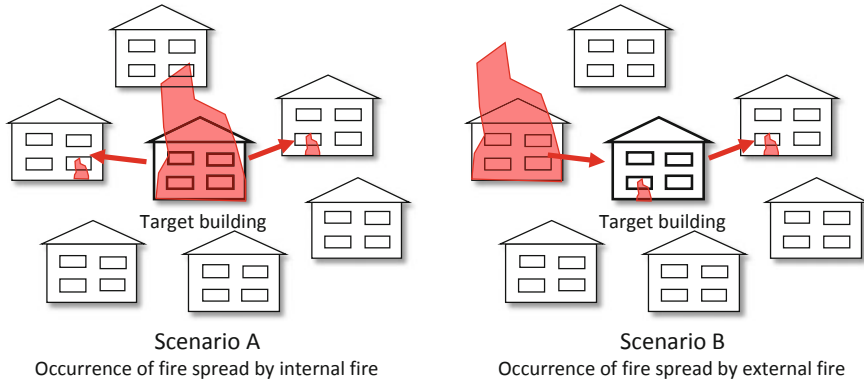 Target building
Scenario A
Occurrence of fire spread by internal fire
Target building
Scenario B
Occurrence of fire spread by external fire